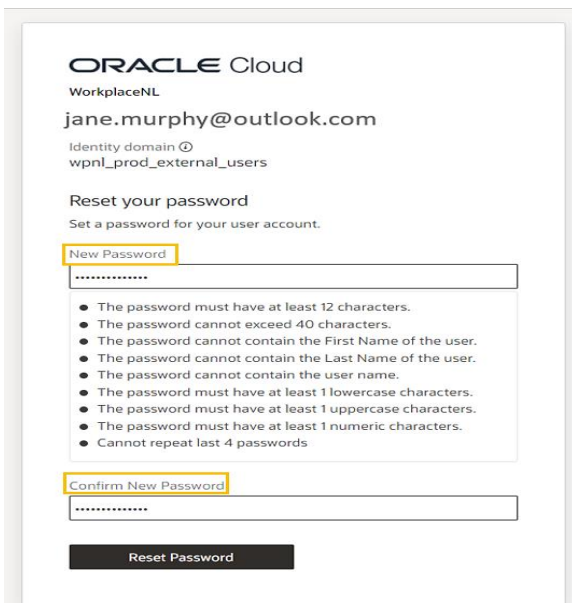 ORACLE Cloud
WorkplaceNL
jane.murphy@outlook.com
Identity domain
wpnl_prod_external_users
Reset your password
Set a password for your user account.
New Password
••••••••••••••
• The password must have at least 12 characters.
• The password cannot exceed 40 characters.
• The password cannot contain the First Name of the user.
• The password cannot contain the Last Name of the user.
• The password cannot contain the user name.
• The password must have at least 1 lowercase characters.
• The password must have at least 1 uppercase characters.
• The password must have at least 1 numeric characters.
• Cannot repeat last 4 passwords
Confirm New Password
••••••••••••••
Reset Password